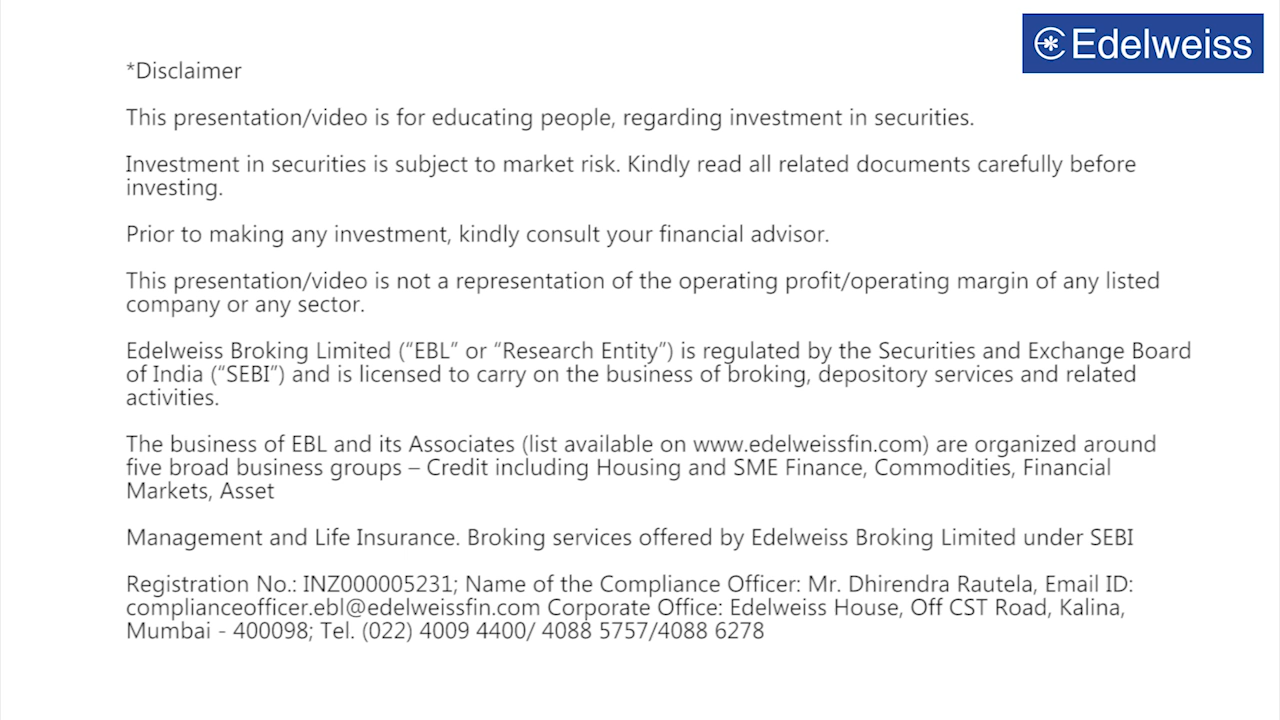 Edelweiss
*Disclaimer
This presentation/video is for educating people, regarding investment in securities.
Investment in securities is subject to market risk. Kindly read all related documents carefully before
investing.
Prior to making any investment, kindly consult your financial advisor.
This presentation/video is not a representation of the operating profit/operating margin of any listed
company or any sector.
Edelweiss Broking Limited (“EBL” or “Research Entity”) is regulated by the Securities and Exchange Board
of India (“SEBI”) and is licensed to carry on the business of broking, depository services and related
activities.
The business of EBL and its Associates (list available on www.edelweissfin.com) are organized around
five broad business groups – Credit including Housing and SME Finance, Commodities, Financial
Markets, Asset
Management and Life Insurance. Broking services offered by Edelweiss Broking Limited under SEBI
Registration No.: INZ000005231; Name of the Compliance Officer: Mr. Dhirendra Rautela, Email ID:
complianceofficer.ebl@edelweissfin.com Corporate Office: Edelweiss House, Off CST Road, Kalina,
Mumbai - 400098; Tel. (022) 4009 4400/ 4088 5757/4088 6278